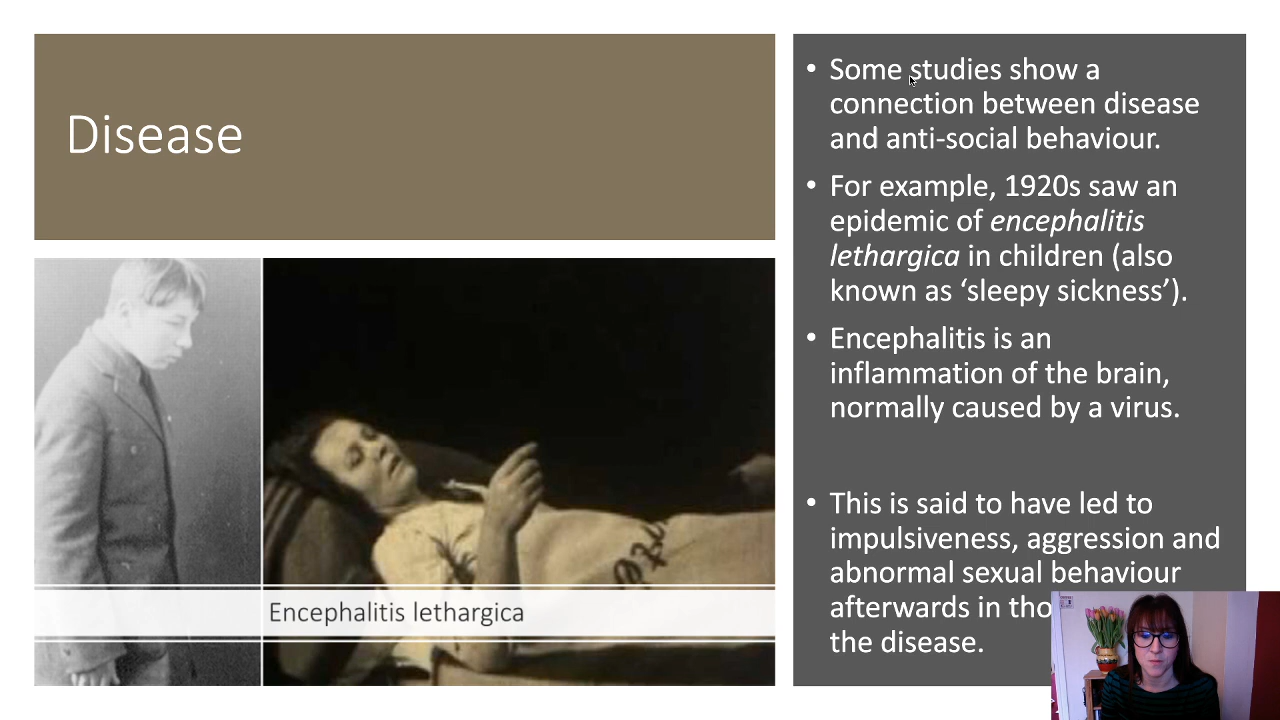 Disease
• Some studies show a
connection between disease
and anti-social behaviour.
• For example, 1920s saw an
epidemic of encephalitis
lethargica in children (also
known as ‘sleepy sickness’).
• Encephalitis is an
inflammation of the brain,
normally caused by a virus.
• This is said to have led to
impulsiveness, aggression and
abnormal sexual behaviour
afterwards in
the disease.
Encephalitis lethargica